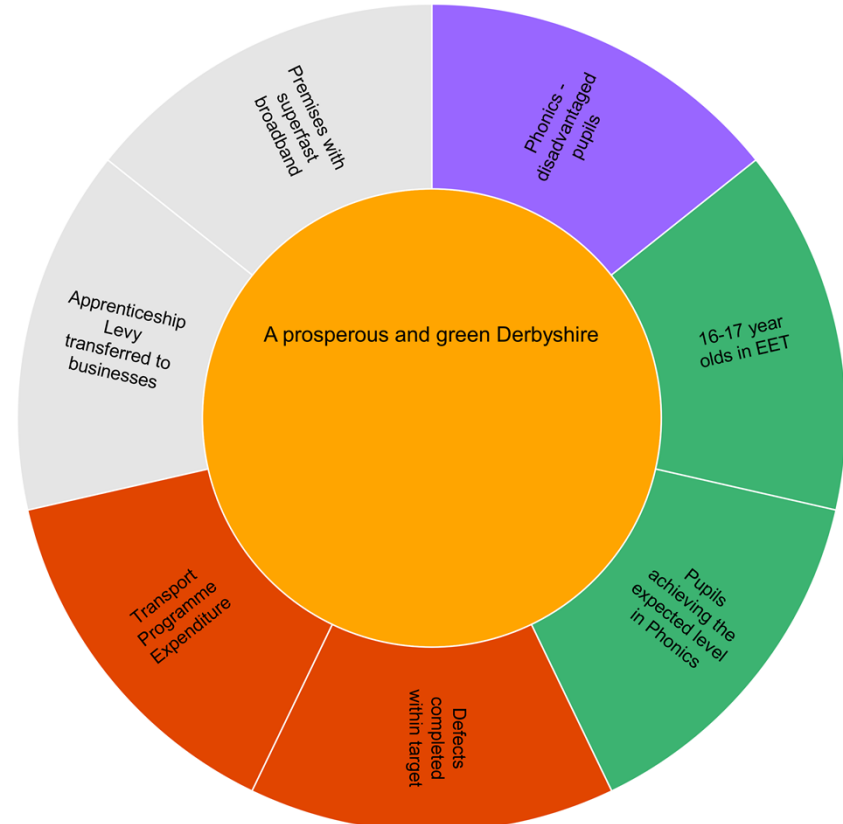 A prosperous and green Derbyshire
Phonics -
disadvantaged
pupils
16-17 year
olds in EET
Pupils
achieving the
expected level
in Phonics
Defects
completed
within target
Transport
Programme
Expenditure
Apprenticeship
Levy
transferred to
businesses
Premises with
superfast
broadband